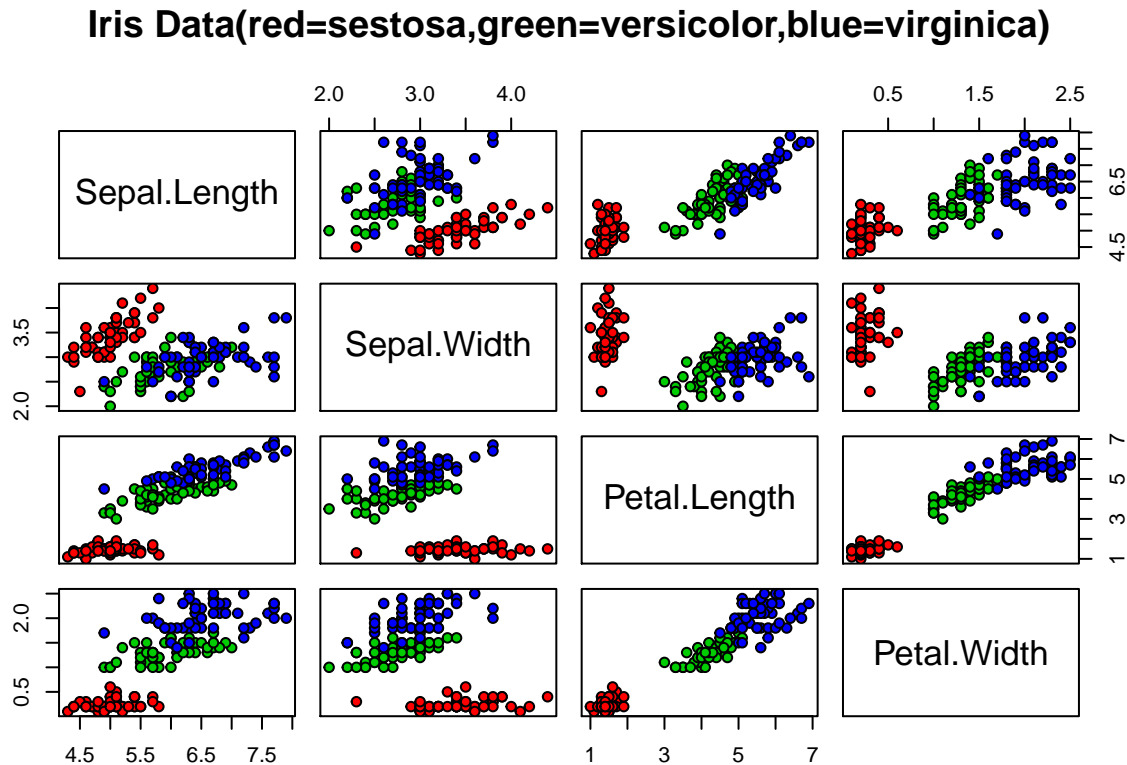 Iris Data(red=sestosa,green=versicolor,blue=virginica)
2.0 3.0 4.0 0.5 1.5 2.5
Sepal.Length
4.5 6.5
2.0 3.5
Sepal.Width
Petal.Length
1 3 5 7
0.5 2.0
Petal.Width
4.5 5.5 6.5 7.5 1 3 5 7